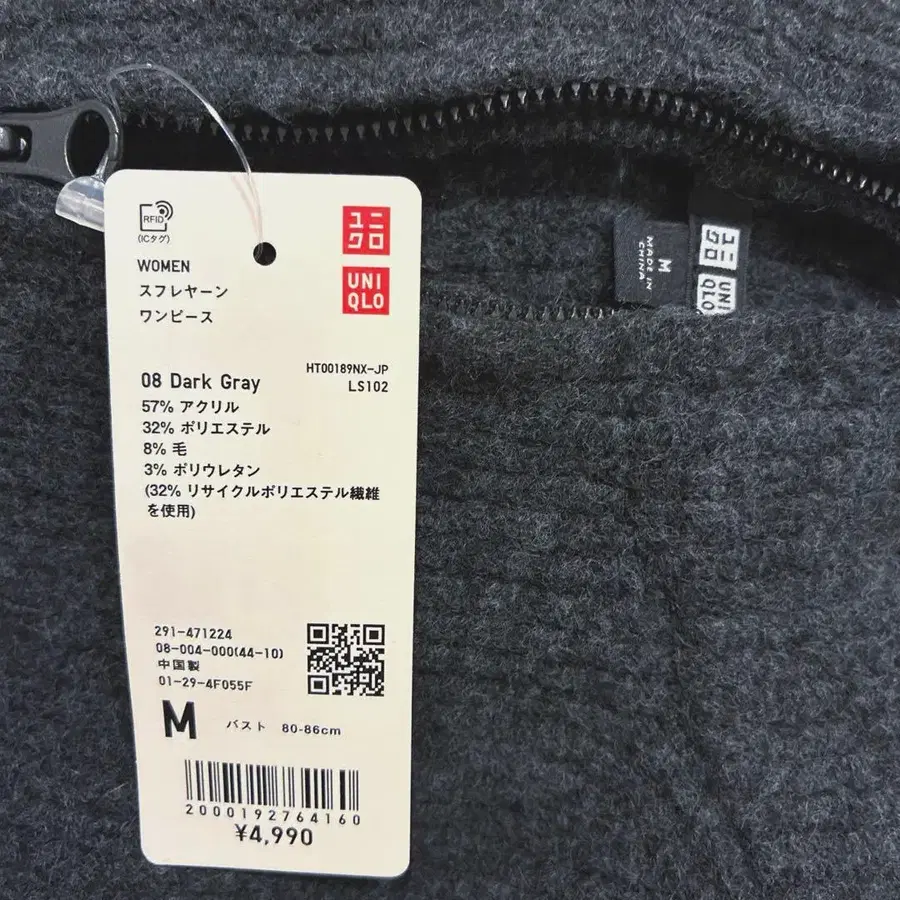 RFID
(ICタグ)
ユニ
クロ
UNI
QLO
WOMEN
スフレヤーン
ワンピース
HT00189NX-JP
08 Dark Gray
LS102
57% アクリル
32% ポリエステル
8% 毛
3% ポリウレタン
(32% リサイクルポリエステル繊維
を使用)
291-471224
08-004-000(44-10)
中国製
01-29-4F055F
M バスト 80-86cm
2000192764160
¥4,990
M
MADE IN
CHINA
ユニ
クロ
UNI
QLO